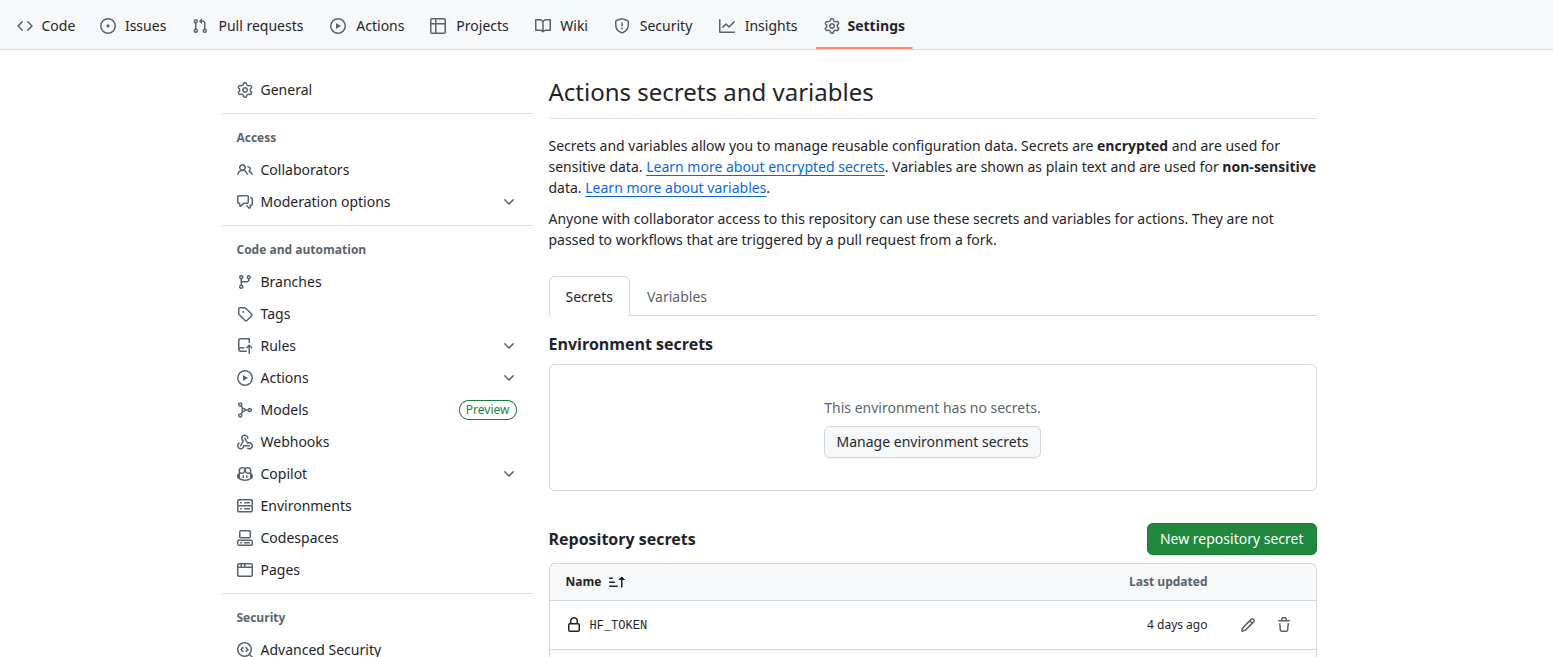 Code Issues Pull requests Actions Projects Wiki Security Insights Settings
General
Access
Collaborators
Moderation options
Code and automation
Branches
Tags
Rules
Actions
Models Preview
Webhooks
Copilot
Environments
Codespaces
Pages
Security
Advanced Security
Actions secrets and variables
Secrets and variables allow you to manage reusable configuration data. Secrets are encrypted and are used for
sensitive data. Learn more about encrypted secrets. Variables are shown as plain text and are used for non-sensitive
data. Learn more about variables.
Anyone with collaborator access to this repository can use these secrets and variables for actions. They are not
passed to workflows that are triggered by a pull request from a fork.
Secrets Variables
Environment secrets
This environment has no secrets.
Manage environment secrets
Repository secrets New repository secret
Name Last updated
HF_TOKEN 4 days ago